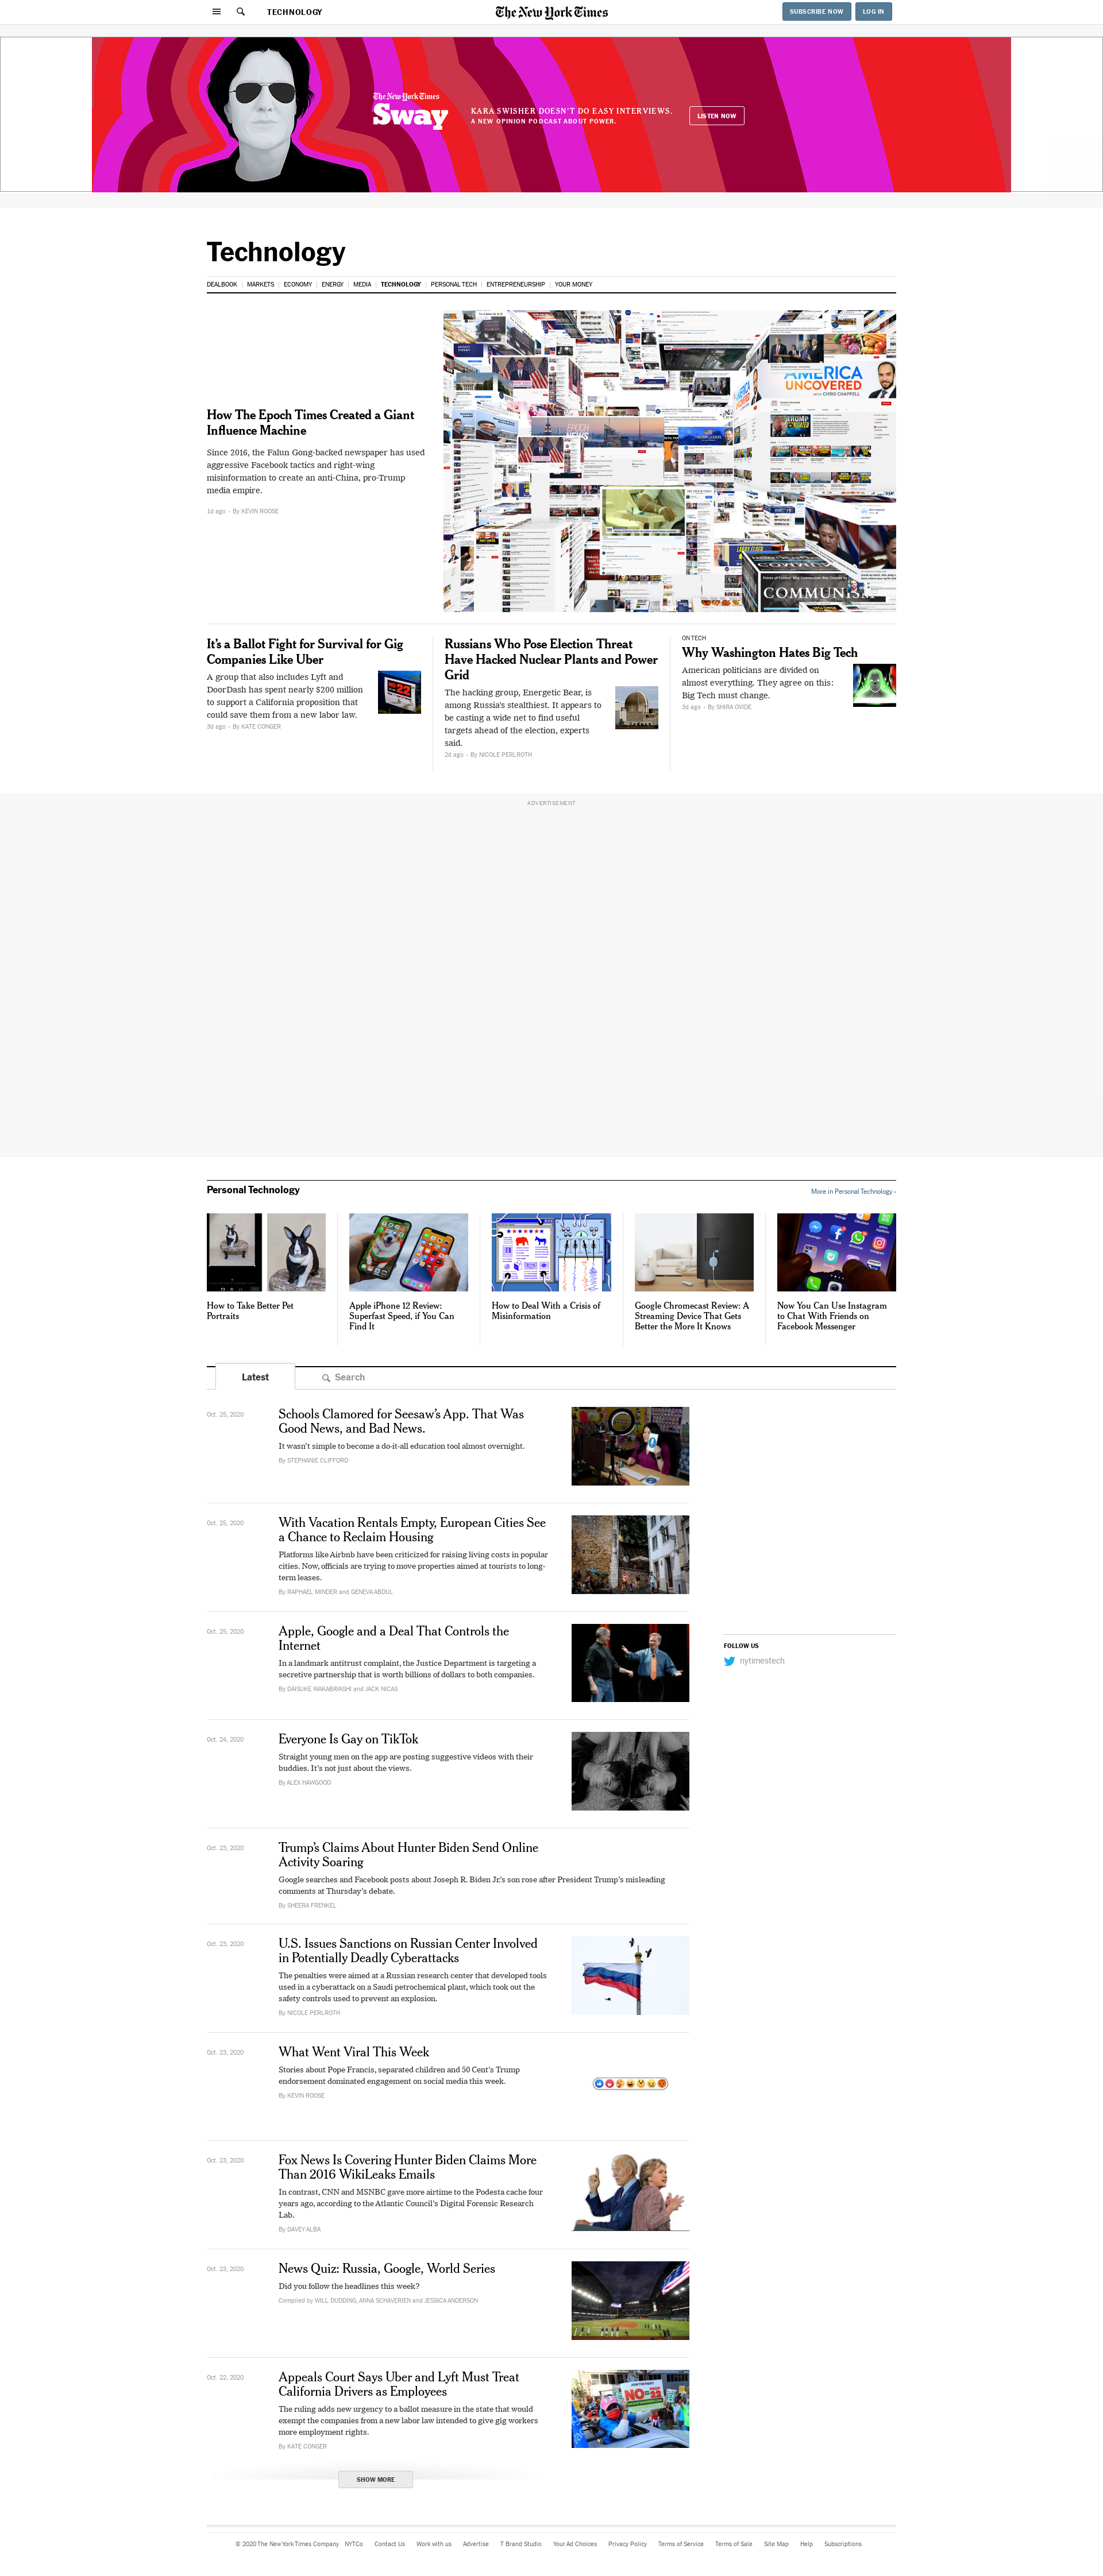 TECHNOLOGY
The New York Times
SUBSCRIBE NOW
LOG IN
The New York Times
Sway
KARA SWISHER DOESN'T DO EASY INTERVIEWS.
A NEW OPINION PODCAST ABOUT POWER.
LISTEN NOW
Technology
DEALBOOK | MARKETS | ECONOMY | ENERGY | MEDIA | TECHNOLOGY | PERSONAL TECH | ENTREPRENEURSHIP | YOUR MONEY
How The Epoch Times Created a Giant
Influence Machine
Since 2016, the Falun Gong-backed newspaper has used
aggressive Facebook tactics and right-wing
misinformation to create an anti-China, pro-Trump
media empire.
1d ago – By KEVIN ROOSE
AMERICA
UNCOVERED
WITH CHRIS CHAPPELL
EPOCH
NEWS
COMMUNISM
It's a Ballot Fight for Survival for Gig
Companies Like Uber
A group that also includes Lyft and
DoorDash has spent nearly $200 million
to support a California proposition that
could save them from a new labor law.
3d ago – By KATE CONGER
22
Russians Who Pose Election Threat
Have Hacked Nuclear Plants and Power
Grid
The hacking group, Energetic Bear, is
among Russia's stealthiest. It appears to
be casting a wide net to find useful
targets ahead of the election, experts
said.
2d ago – By NICOLE PERLROTH
ON TECH
Why Washington Hates Big Tech
American politicians are divided on
almost everything. They agree on this:
Big Tech must change.
3d ago – By SHIRA OVIDE
ADVERTISEMENT
Personal Technology
More in Personal Technology ›
How to Take Better Pet
Portraits
Apple iPhone 12 Review:
Superfast Speed, if You Can
Find It
How to Deal With a Crisis of
Misinformation
Google Chromecast Review: A
Streaming Device That Gets
Better the More It Knows
Now You Can Use Instagram
to Chat With Friends on
Facebook Messenger
Latest
Search
Oct. 25, 2020
Schools Clamored for Seesaw's App. That Was
Good News, and Bad News.
It wasn't simple to become a do-it-all education tool almost overnight.
By STEPHANIE CLIFFORD
Oct. 25, 2020
With Vacation Rentals Empty, European Cities See
a Chance to Reclaim Housing
Platforms like Airbnb have been criticized for raising living costs in popular
cities. Now, officials are trying to move properties aimed at tourists to long-
term leases.
By RAPHAEL MINDER and GENEVA ABDUL
Oct. 25, 2020
Apple, Google and a Deal That Controls the
Internet
In a landmark antitrust complaint, the Justice Department is targeting a
secretive partnership that is worth billions of dollars to both companies.
By DAISUKE WAKABAYASHI and JACK NICAS
FOLLOW US
nytimestech
Oct. 24, 2020
Everyone Is Gay on TikTok
Straight young men on the app are posting suggestive videos with their
buddies. It's not just about the views.
By ALEX HAWGOOD
Oct. 23, 2020
Trump's Claims About Hunter Biden Send Online
Activity Soaring
Google searches and Facebook posts about Joseph R. Biden Jr.'s son rose after President Trump's misleading
comments at Thursday's debate.
By SHEERA FRENKEL
Oct. 23, 2020
U.S. Issues Sanctions on Russian Center Involved
in Potentially Deadly Cyberattacks
The penalties were aimed at a Russian research center that developed tools
used in a cyberattack on a Saudi petrochemical plant, which took out the
safety controls used to prevent an explosion.
By NICOLE PERLROTH
Oct. 23, 2020
What Went Viral This Week
Stories about Pope Francis, separated children and 50 Cent's Trump
endorsement dominated engagement on social media this week.
By KEVIN ROOSE
Oct. 23, 2020
Fox News Is Covering Hunter Biden Claims More
Than 2016 WikiLeaks Emails
In contrast, CNN and MSNBC gave more airtime to the Podesta cache four
years ago, according to the Atlantic Council's Digital Forensic Research
Lab.
By DAVEY ALBA
Oct. 23, 2020
News Quiz: Russia, Google, World Series
Did you follow the headlines this week?
Compiled by WILL DUDDING, ANNA SCHAVERIEN and JESSICA ANDERSON
Oct. 22, 2020
Appeals Court Says Uber and Lyft Must Treat
California Drivers as Employees
The ruling adds new urgency to a ballot measure in the state that would
exempt the companies from a new labor law intended to give gig workers
more employment rights.
By KATE CONGER
NO 22
SHOW MORE
© 2020 The New York Times Company NYTCo Contact Us Work with us Advertise T Brand Studio Your Ad Choices Privacy Policy Terms of Service Terms of Sale Site Map Help Subscriptions